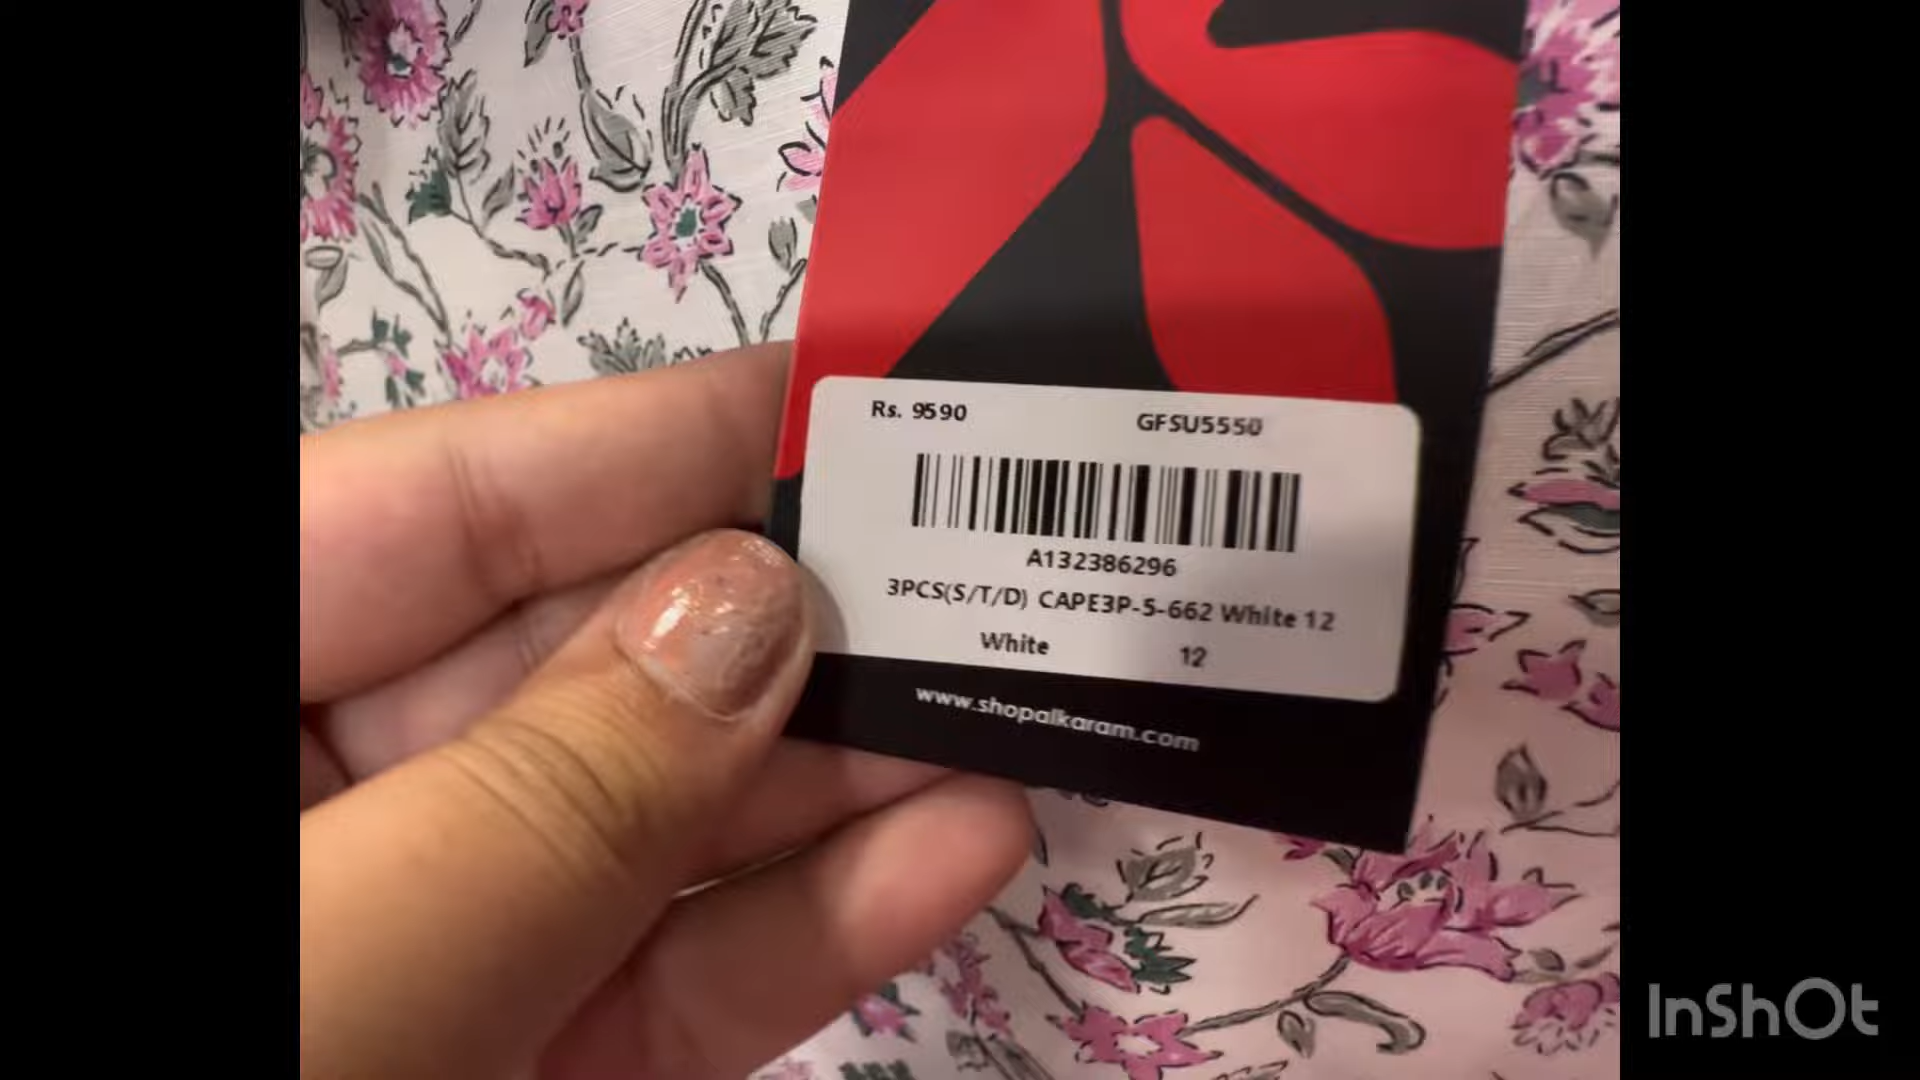 Rs. 9590 GFSU5550
A132386296
3PCS(S/T/D) CAPE3P-5-662 White 12
White 12
www.shopalkaram.com
InShOt